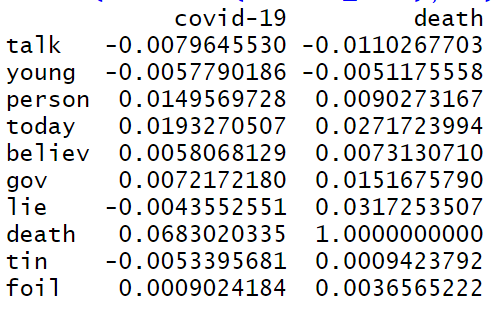 covid-19 death
talk -0.0079645530 -0.0110267703
young -0.0057790186 -0.0051175558
person 0.0149569728 0.0090273167
today 0.0193270507 0.0271723994
believ 0.0058068129 0.0073130710
gov 0.0072172180 0.0151675790
lie -0.0043552551 0.0317253507
death 0.0683020335 1.0000000000
tin -0.0053395681 0.0009423792
foil 0.0009024184 0.0036565222